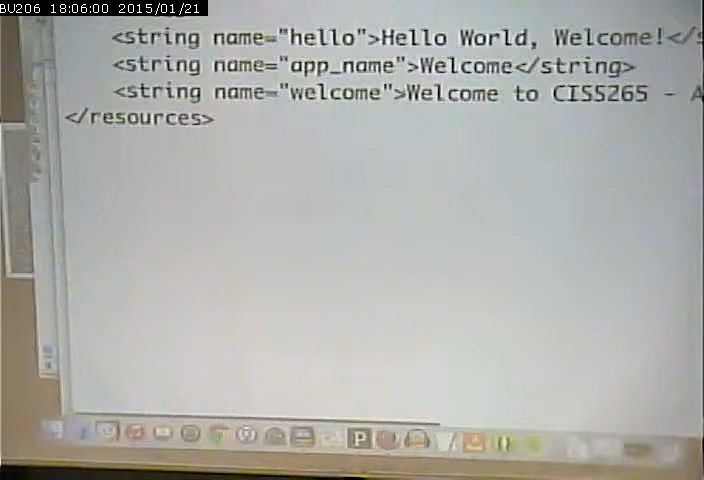 BU206 18:06:00 2015/01/21
<string name="hello">Hello World, Welcome!</s
<string name="app_name">Welcome</string>
<string name="welcome">Welcome to CIS5265 - A
</resources>
P